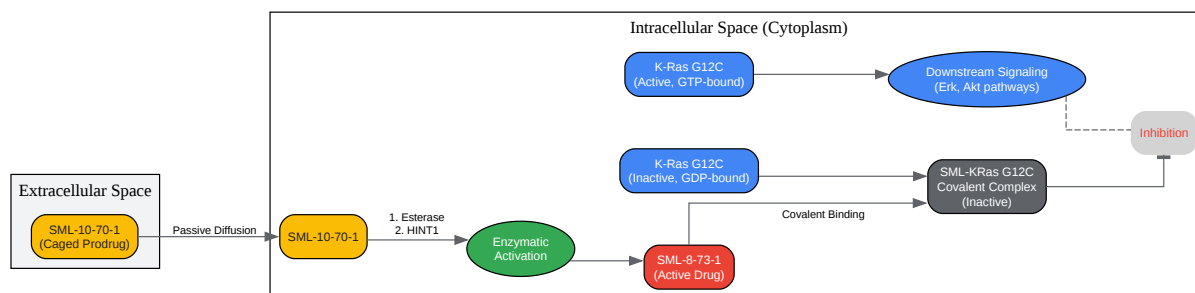 Intracellular Space (Cytoplasm)
K-Ras G12C
(Active, GTP-bound)
Downstream Signaling
(Erk, Akt pathways)
Inhibition
K-Ras G12C
(Inactive, GDP-bound)
SML-KRas G12C
Covalent Complex
(Inactive)
Extracellular Space
SML-10-70-1
(Caged Prodrug)
Passive Diffusion
SML-10-70-1
1. Esterase
2. HINT1
Enzymatic
Activation
SML-8-73-1
(Active Drug)
Covalent Binding